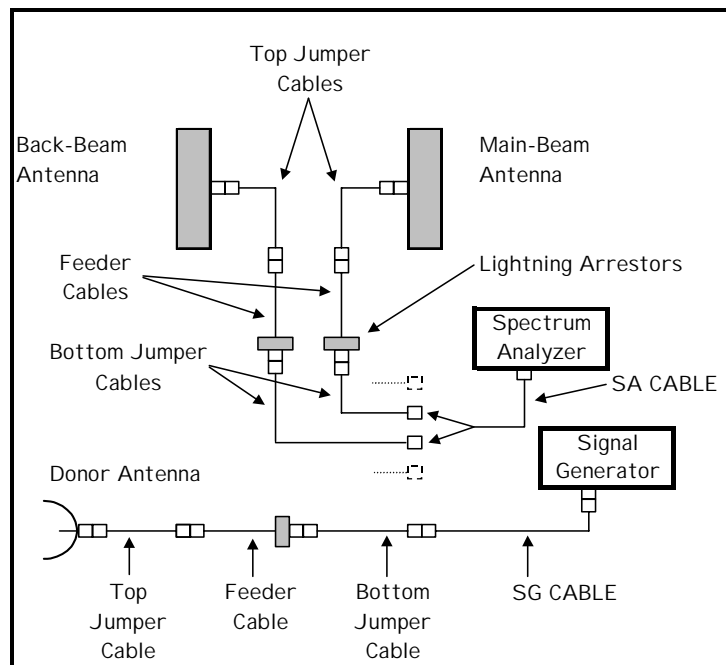 Top Jumper
Cables
Back-Beam
Antenna
Main-Beam
Antenna
Feeder
Cables
Lightning Arrestors
Spectrum
Analyzer
Bottom Jumper
Cables
SA CABLE
Signal
Generator
Donor Antenna
Top
Jumper
Cable
Feeder
Cable
Bottom
Jumper
Cable
SG CABLE